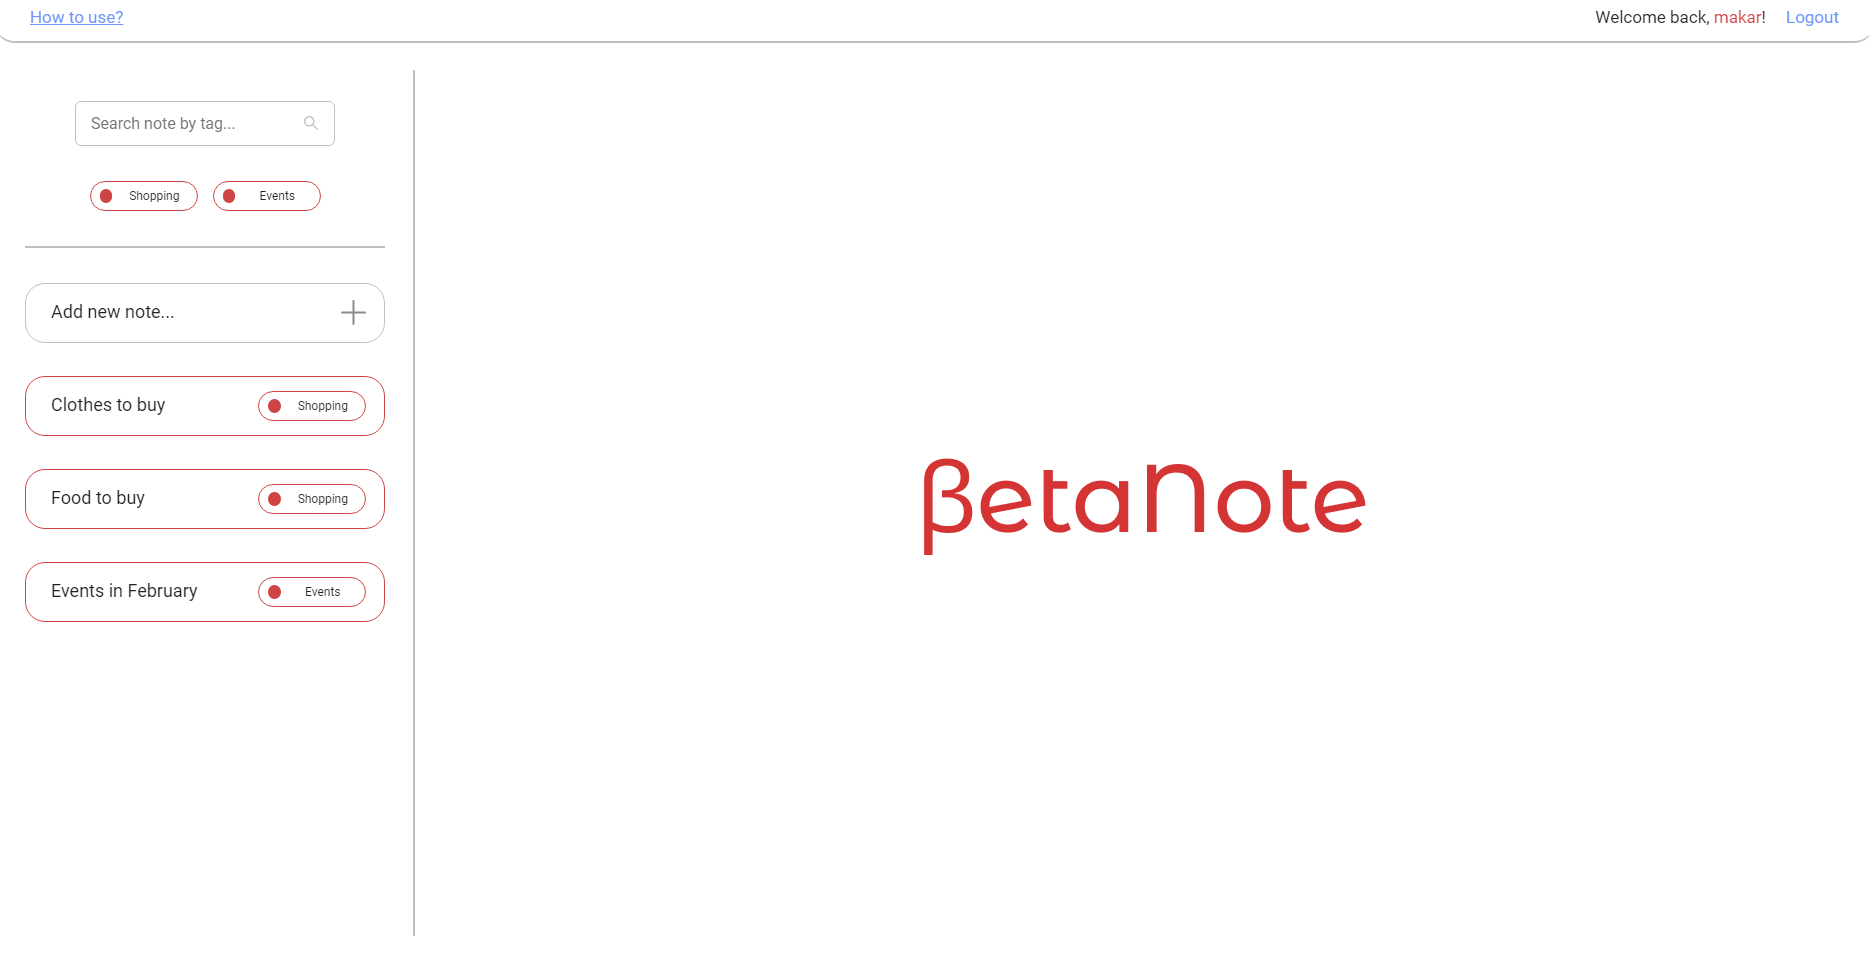 How to use?
Welcome back, makar! Logout
Search note by tag...
Shopping Events
Add new note...
Clothes to buy Shopping
Food to buy Shopping
Events in February Events
βetaNote